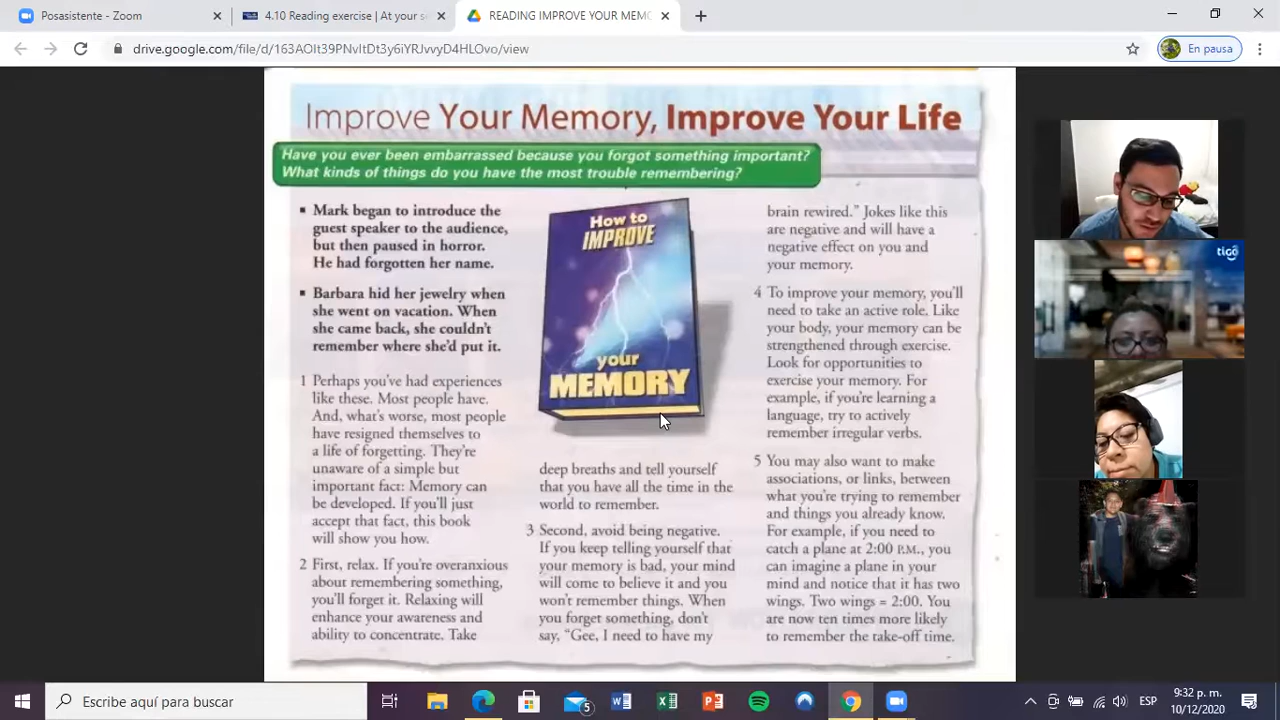 Posasistente - Zoom
4.10 Reading exercise | At your s
READING IMPROVE YOUR MEMO
drive.google.com/file/d/163AOIt39PNvItDt3y6iYRJvvyD4HLOvo/view
En pausa
Improve Your Memory, Improve Your Life
Have you ever been embarrassed because you forgot something important?
What kinds of things do you have the most trouble remembering?
▪ Mark began to introduce the
guest speaker to the audience,
but then paused in horror.
He had forgotten her name.
▪ Barbara hid her jewelry when
she went on vacation. When
she came back, she couldn't
remember where she'd put it.
1 Perhaps you've had experiences
like these. Most people have.
And, what's worse, most people
have resigned themselves to
a life of forgetting. They're
unaware of a simple but
important fact: Memory can
be developed. If you'll just
accept that fact, this book
will show you how.
2 First, relax. If you're overanxious
about remembering something,
you'll forget it. Relaxing will
enhance your awareness and
ability to concentrate. Take
How to
IMPROVE
your
MEMORY
deep breaths and tell yourself
that you have all the time in the
world to remember.
3 Second, avoid being negative.
If you keep telling yourself that
your memory is bad, your mind
will come to believe it and you
won't remember things. When
you forget something, don't
say, "Gee, I need to have my
brain rewired." Jokes like this
are negative and will have a
negative effect on you and
your memory.
4 To improve your memory, you'll
need to take an active role. Like
your body, your memory can be
strengthened through exercise.
Look for opportunities to
exercise your memory. For
example, if you're learning a
language, try to actively
remember irregular verbs.
5 You may also want to make
associations, or links, between
what you're trying to remember
and things you already know.
For example, if you need to
catch a plane at 2:00 P.M., you
can imagine a plane in your
mind and notice that it has two
wings. Two wings = 2:00. You
are now ten times more likely
to remember the take-off time.
tigo
Escribe aquí para buscar
5
ESP
9:32 p. m.
10/12/2020